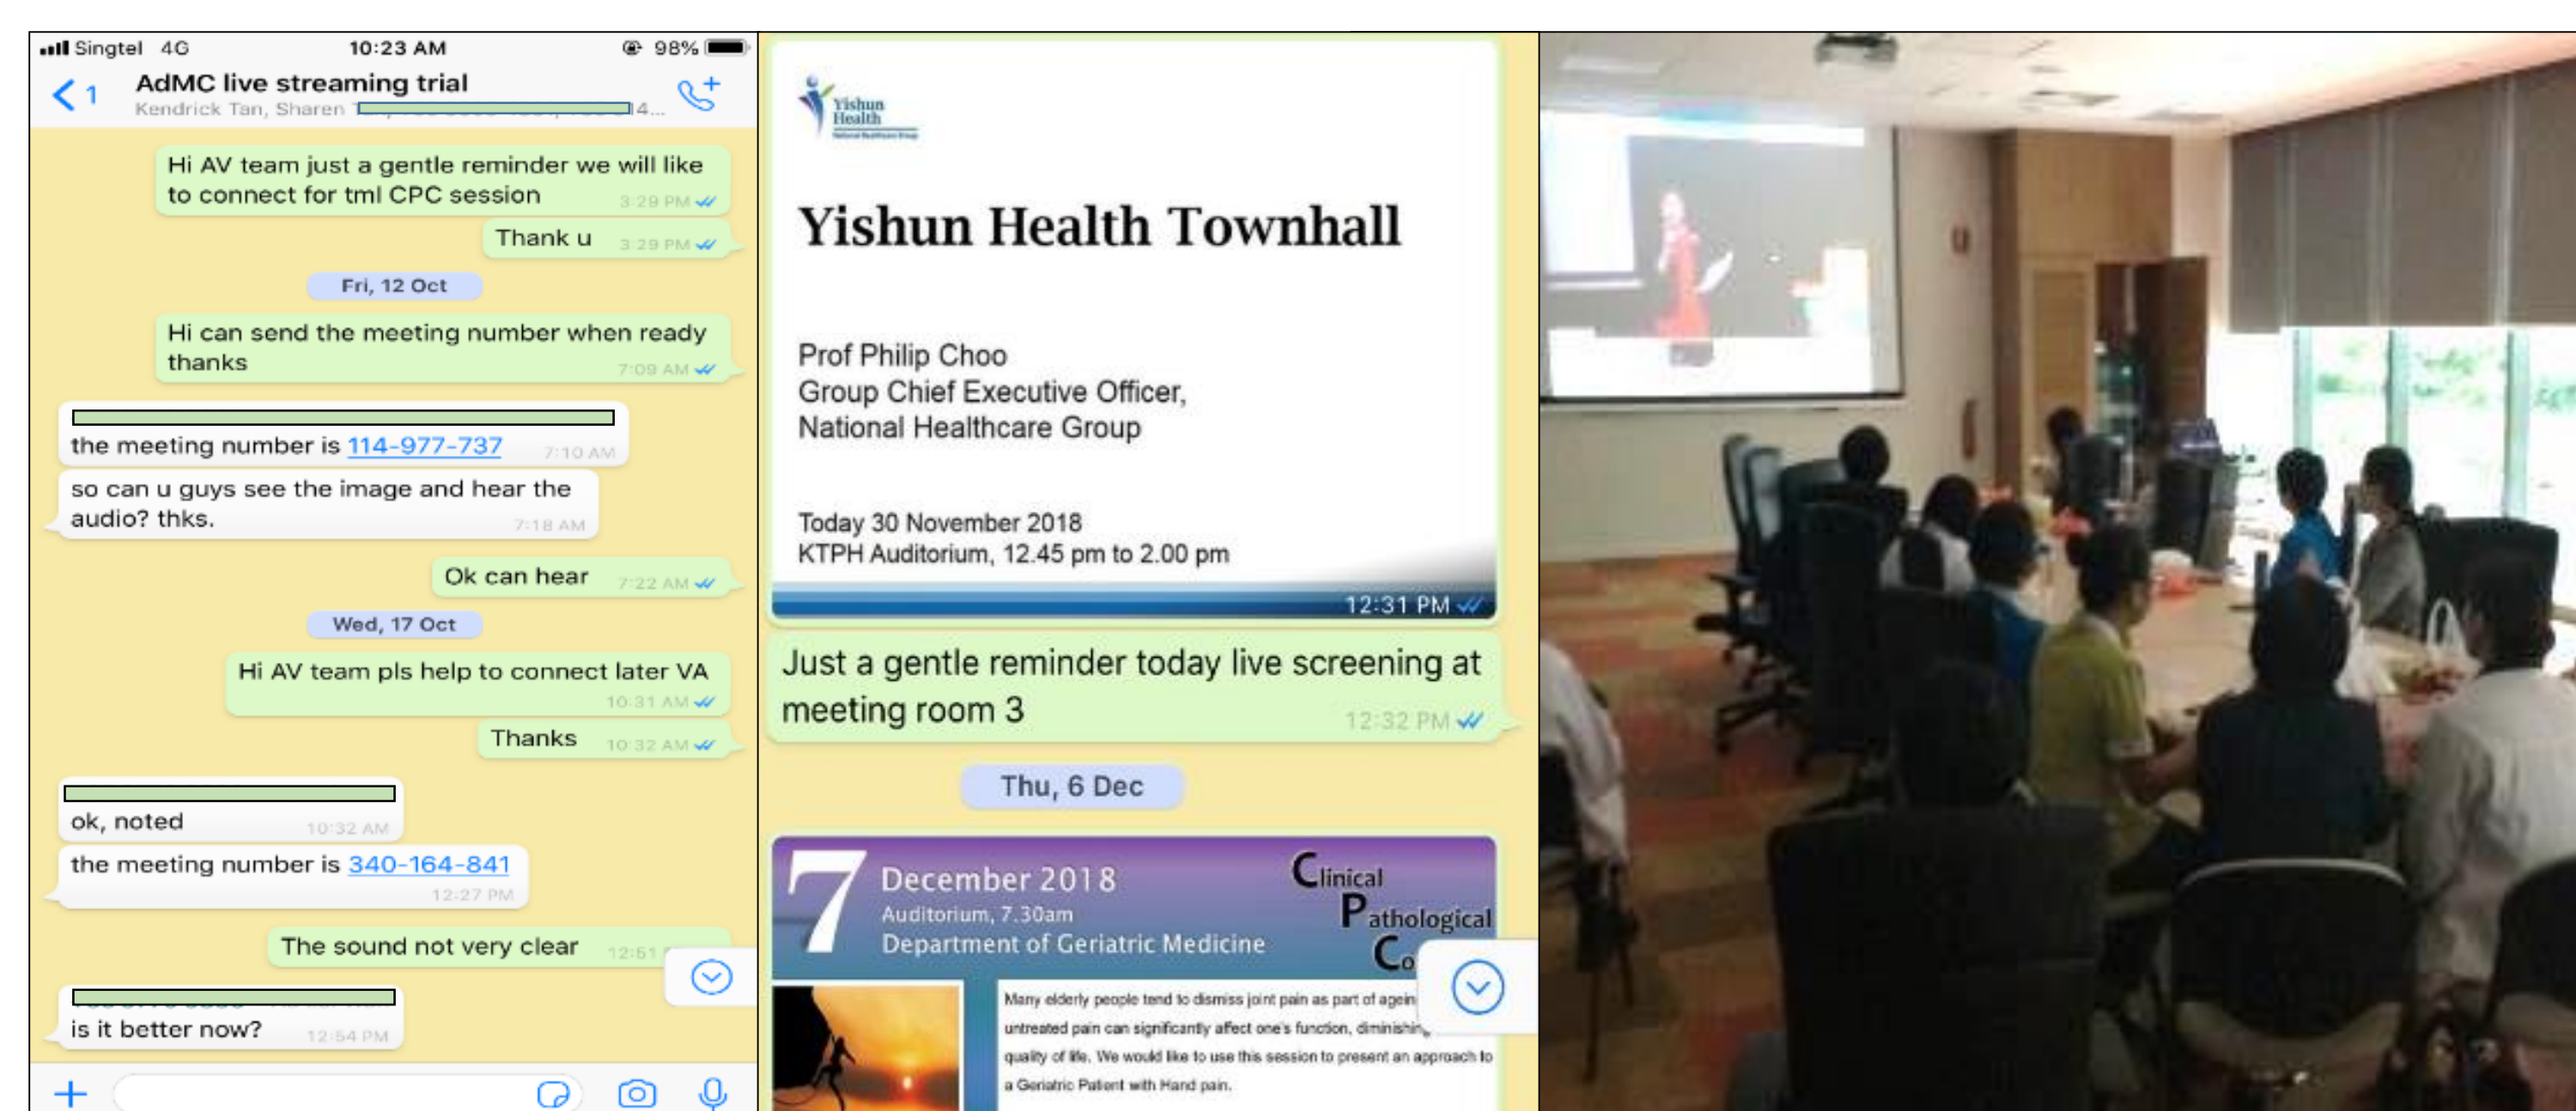 Singtel 4G 10:23 AM 98%
1 AdMC live streaming trial
Kendrick Tan, Sharen 14...
Hi AV team just a gentle reminder we will like
to connect for tml CPC session 3:29 PM
Thank u 3:29 PM
Fri, 12 Oct
Hi can send the meeting number when ready
thanks 7:09 AM
the meeting number is 114-977-737 7:10 AM
so can u guys see the image and hear the
audio? thks. 7:18 AM
Ok can hear 7:22 AM
Wed, 17 Oct
Hi AV team pls help to connect later VA
10:31 AM
Thanks 10:32 AM
ok, noted 10:32 AM
the meeting number is 340-164-841
12:27 PM
The sound not very clear 12:51
is it better now? 12:54 PM
Yishun
Health
National Healthcare Group
Yishun Health Townhall
Prof Philip Choo
Group Chief Executive Officer,
National Healthcare Group
Today 30 November 2018
KTPH Auditorium, 12.45 pm to 2.00 pm
12:31 PM
Just a gentle reminder today live screening at
meeting room 3 12:32 PM
Thu, 6 Dec
7 December 2018
Auditorium, 7.30am
Department of Geriatric Medicine
Clinical
Pathological
Co
Many elderly people tend to dismiss joint pain as part of agein
untreated pain can significantly affect one's function, diminishing
quality of life. We would like to use this session to present an approach to
a Geriatric Patient with Hand pain.